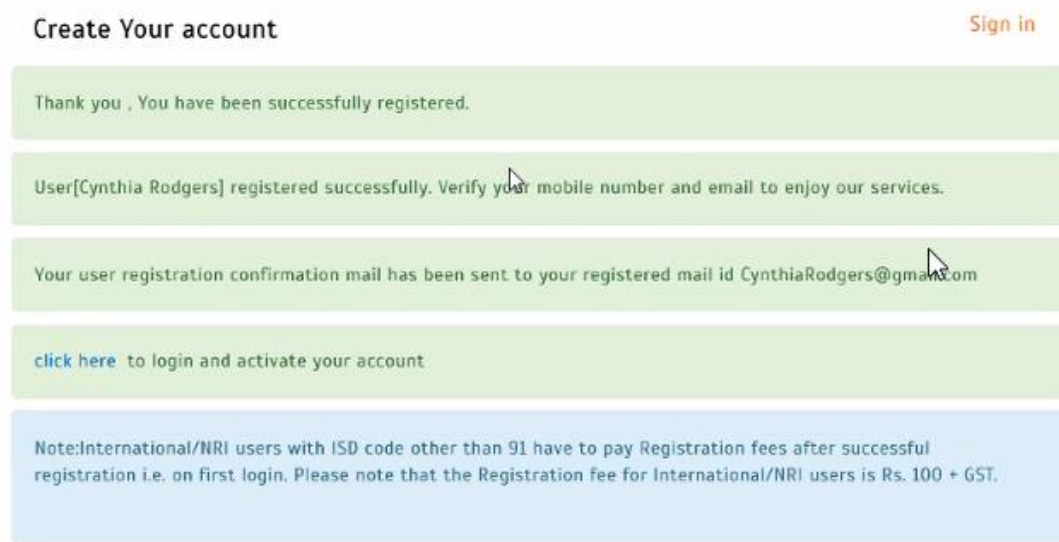 Create Your account
Sign in
Thank you , You have been successfully registered.
User[Cynthia Rodgers] registered successfully. Verify your mobile number and email to enjoy our services.
Your user registration confirmation mail has been sent to your registered mail id CynthiaRodgers@gmail.com
click here to login and activate your account
Note:International/NRI users with ISD code other than 91 have to pay Registration fees after successful
registration i.e. on first login. Please note that the Registration fee for International/NRI users is Rs. 100 + GST.